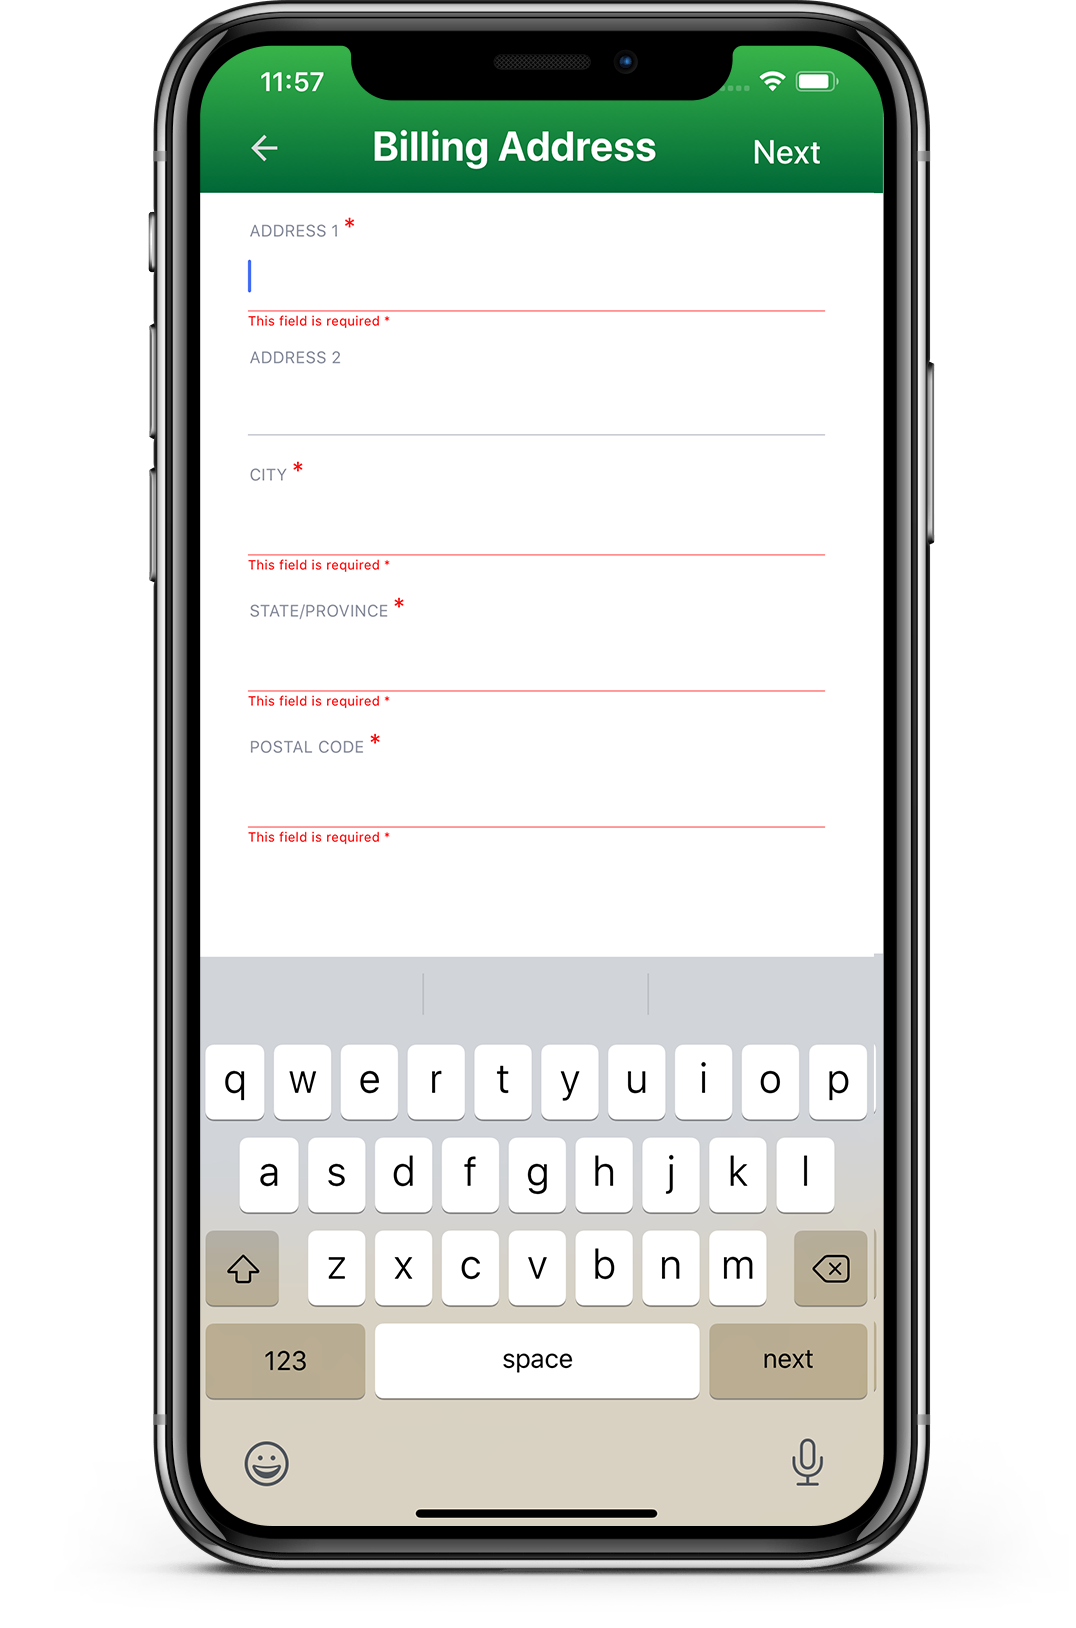 11:57
Billing Address
Next
ADDRESS 1 *
This field is required *
ADDRESS 2
CITY *
This field is required *
STATE/PROVINCE *
This field is required *
POSTAL CODE *
This field is required *
q w e r t y u i o p
a s d f g h j k l
z x c v b n m
123 space next